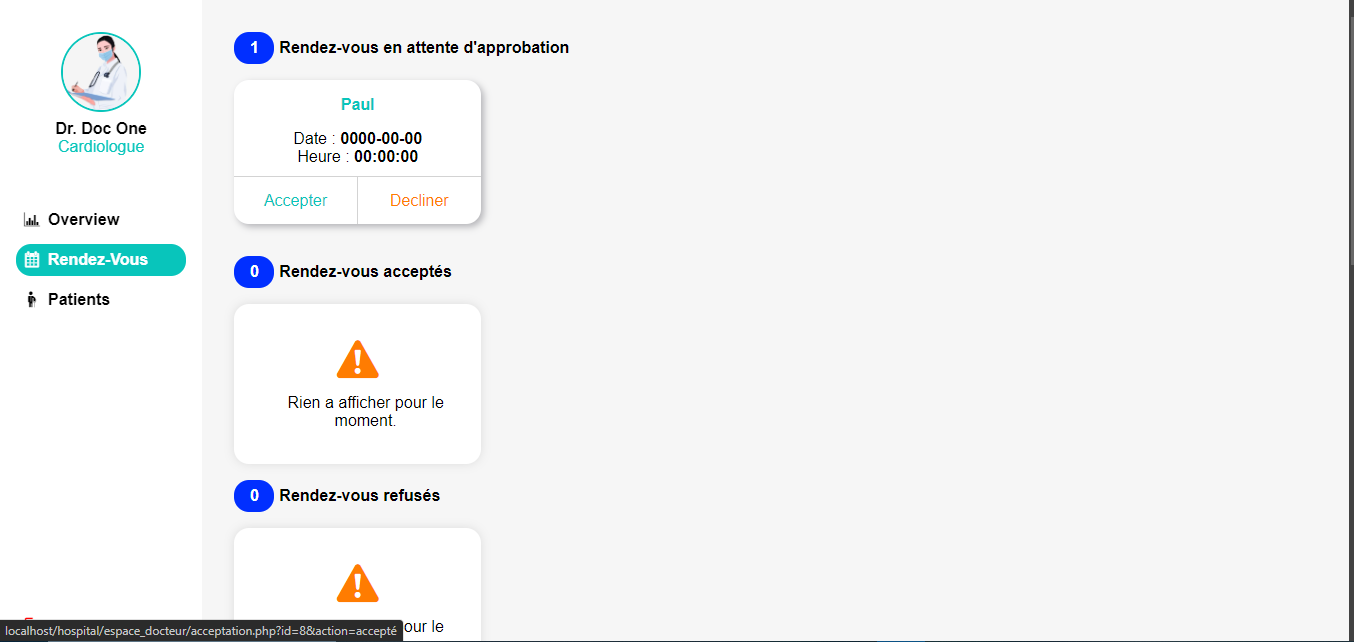 Dr. Doc One
Cardiologue
Overview
Rendez-Vous
Patients
1 Rendez-vous en attente d'approbation
Paul
Date : 0000-00-00
Heure : 00:00:00
Accepter
Decliner
0 Rendez-vous acceptés
Rien a afficher pour le
moment.
0 Rendez-vous refusés
our le
localhost/hospital/espace_docteur/acceptation.php?id=8&action=accepté